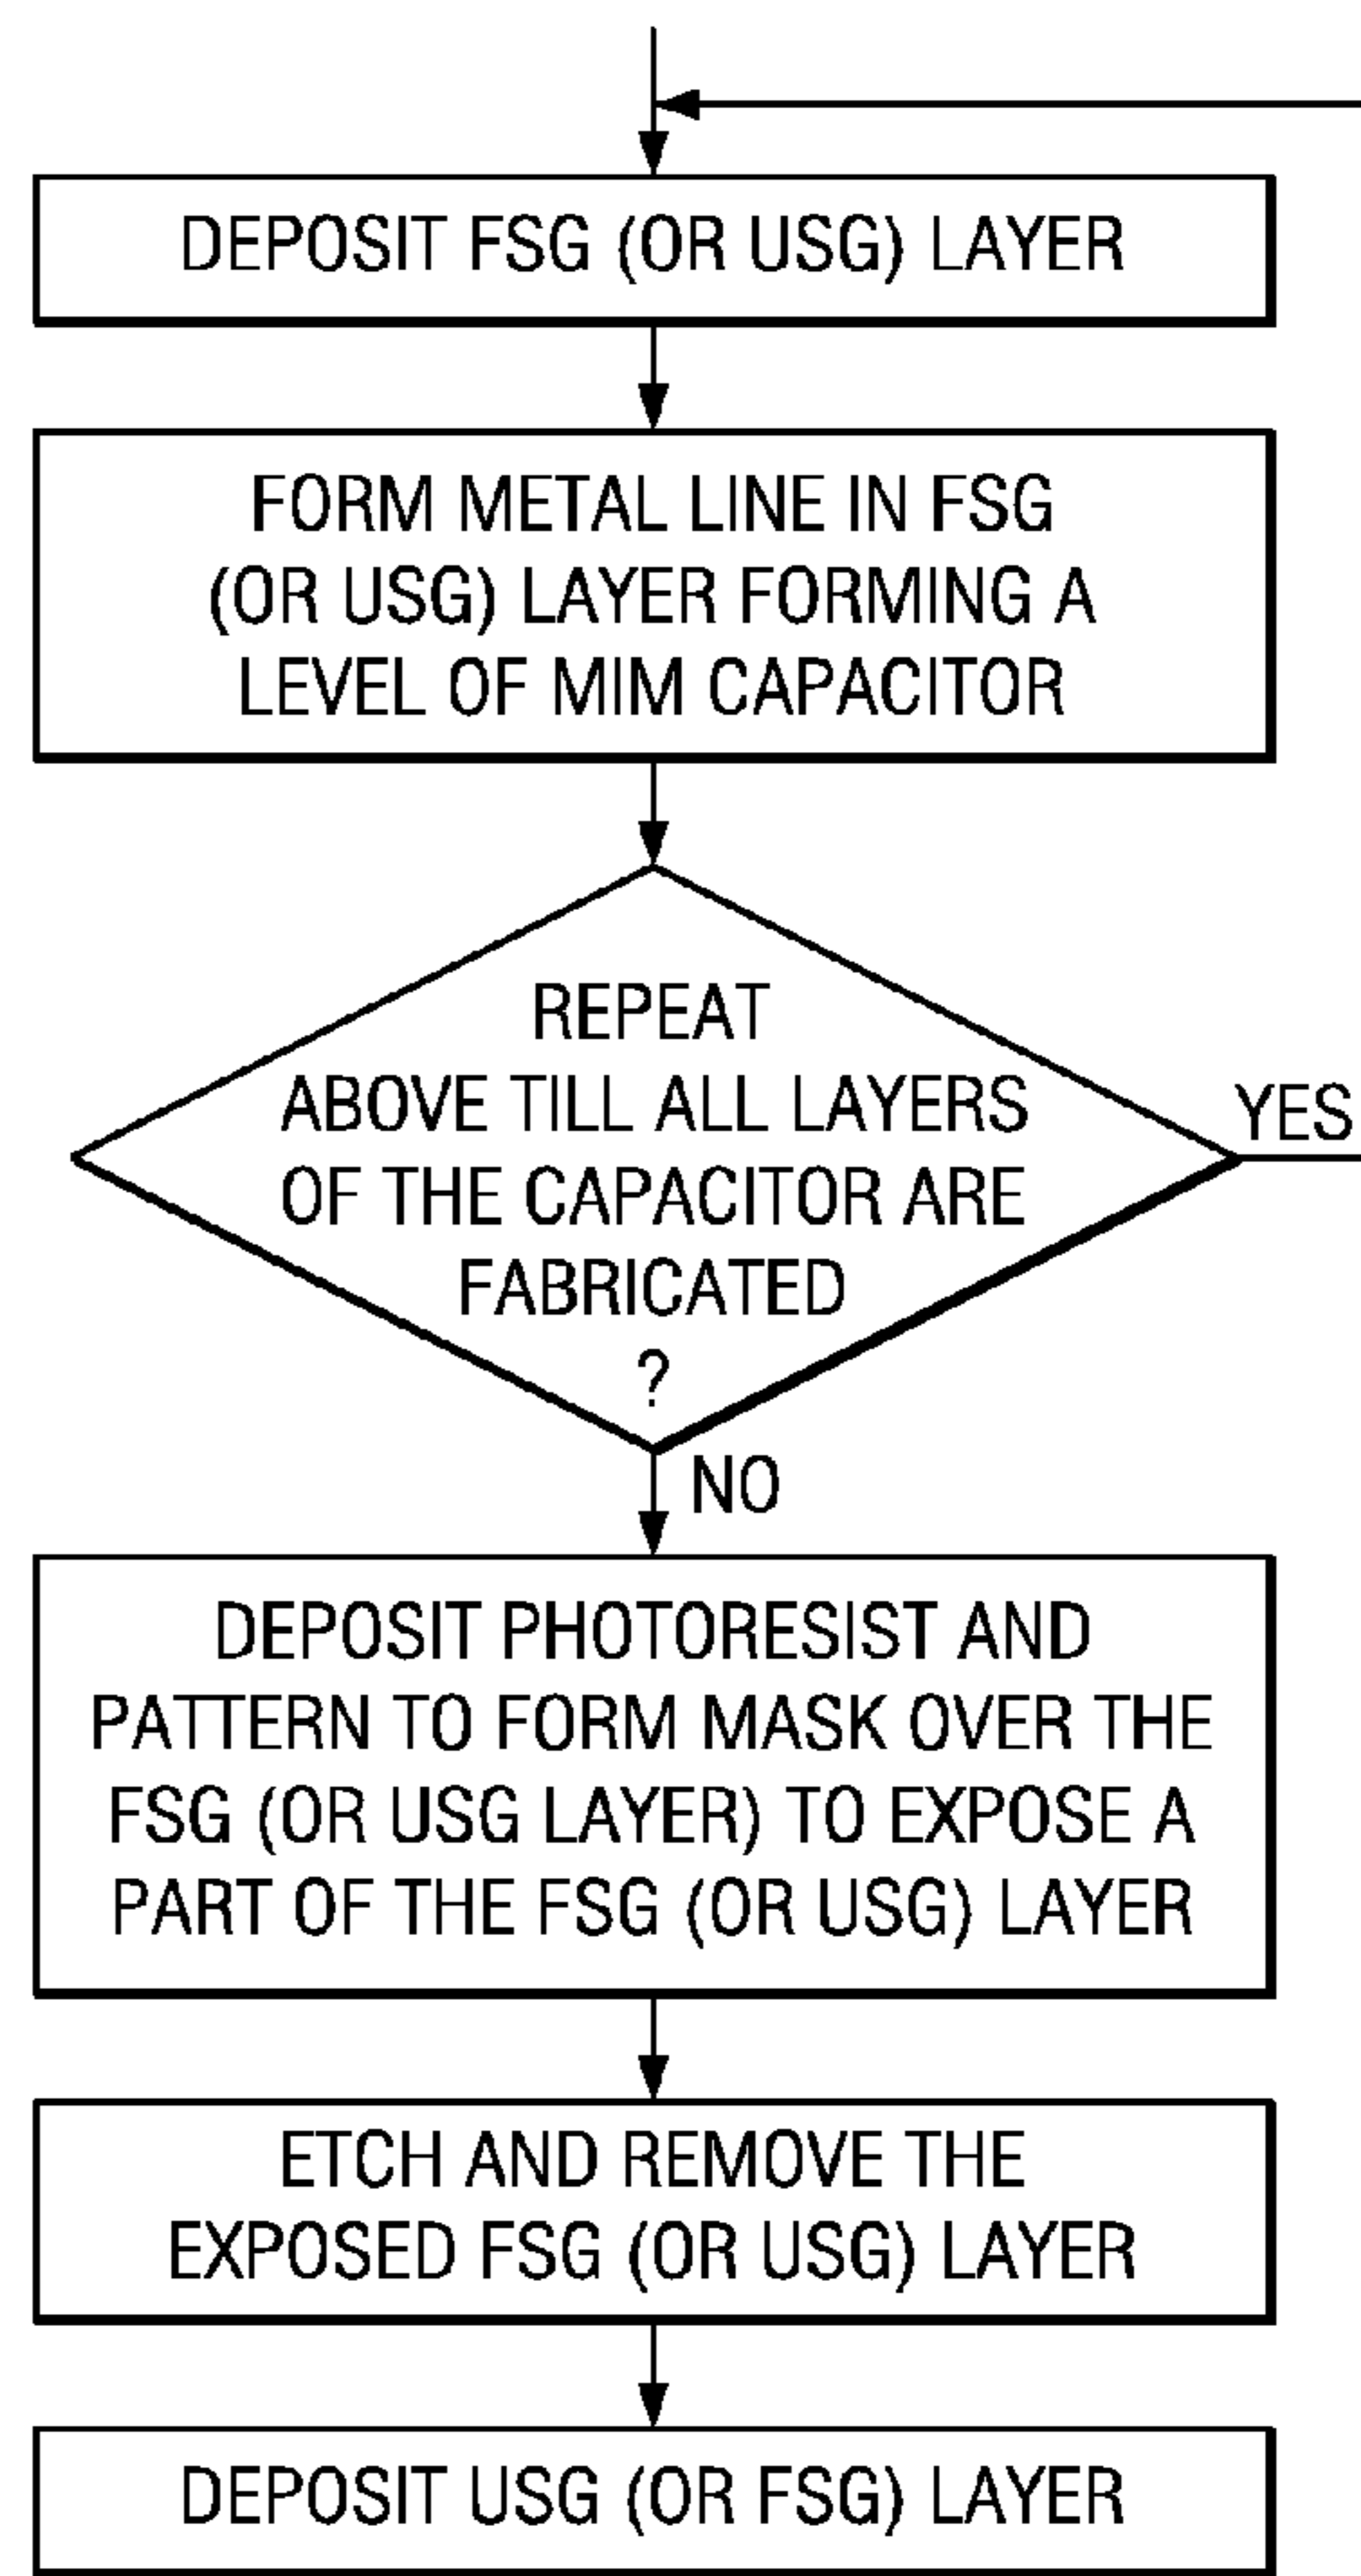 DEPOSIT FSG (OR USG) LAYER
FORM METAL LINE IN FSG
(OR USG) LAYER FORMING A
LEVEL OF MIM CAPACITOR
REPEAT
ABOVE TILL ALL LAYERS
OF THE CAPACITOR ARE
FABRICATED
?
YES
NO
DEPOSIT PHOTORESIST AND
PATTERN TO FORM MASK OVER THE
FSG (OR USG LAYER) TO EXPOSE A
PART OF THE FSG (OR USG) LAYER
ETCH AND REMOVE THE
EXPOSED FSG (OR USG) LAYER
DEPOSIT USG (OR FSG) LAYER